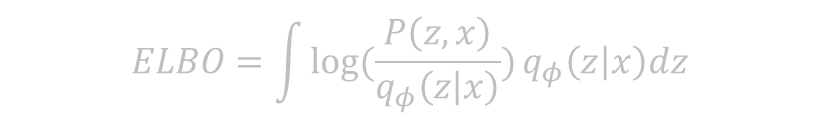 ELBO = ∫ log(P(z,x)/q_ϕ(z|x)) q_ϕ(z|x)dz